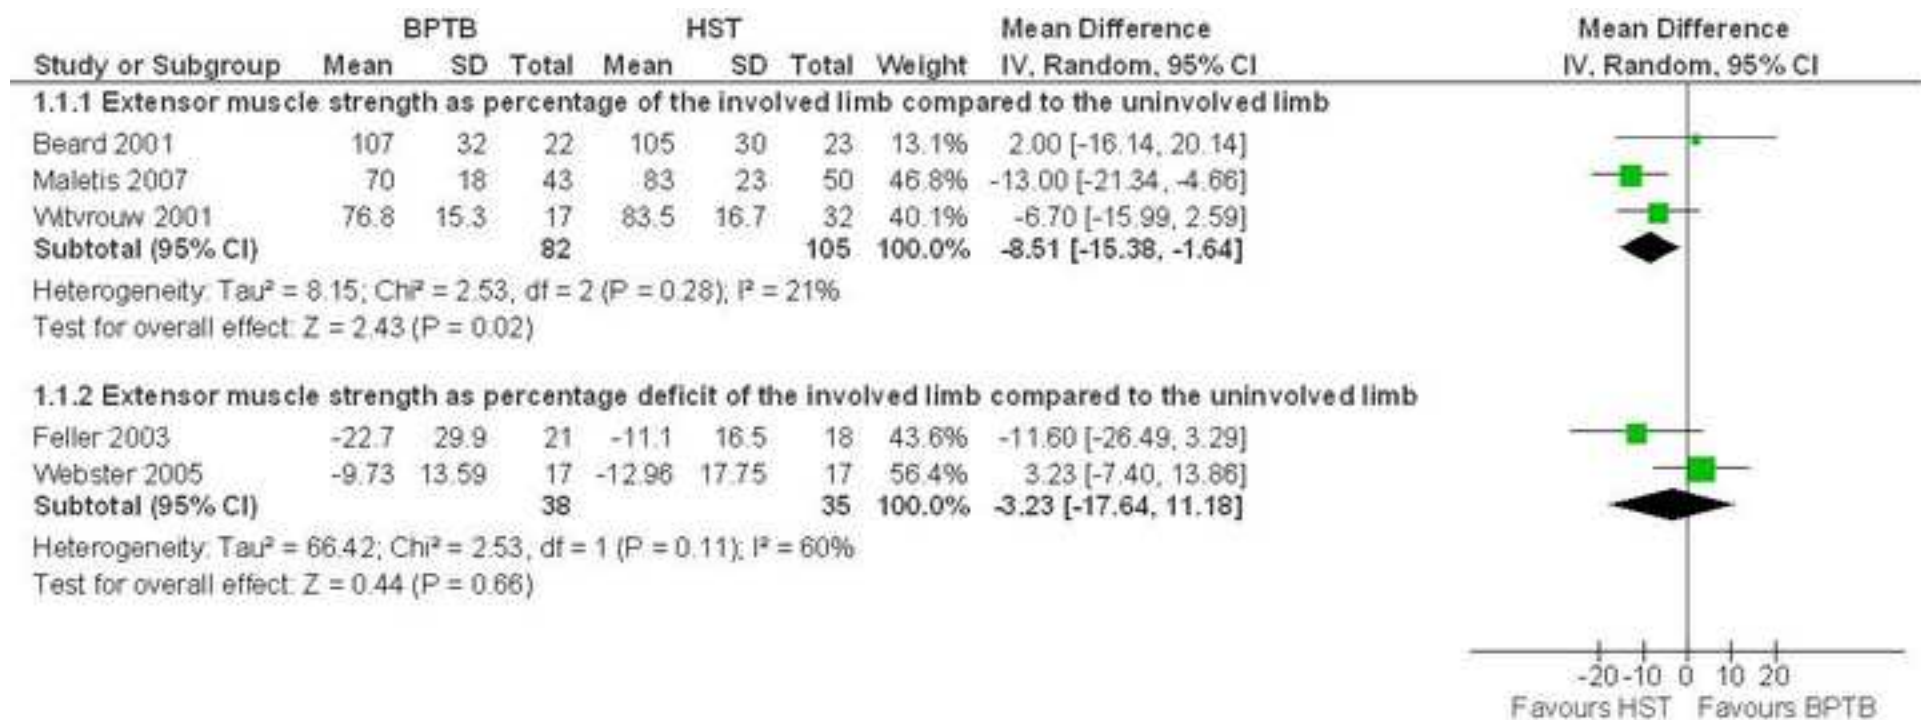 BPTB HST Mean Difference Mean Difference
Study or Subgroup Mean SD Total Mean SD Total Weight IV, Random, 95% CI IV, Random, 95% CI
1.1.1 Extensor muscle strength as percentage of the involved limb compared to the uninvolved limb
Beard 2001 107 32 22 105 30 23 13.1% 2.00 [-16.14, 20.14]
Maletis 2007 70 18 43 83 23 50 46.8% -13.00 [-21.34, -4.66]
Witvrouw 2001 76.8 15.3 17 83.5 16.7 32 40.1% -6.70 [-15.99, 2.59]
Subtotal (95% CI) 82 105 100.0% -8.51 [-15.38, -1.64]
Heterogeneity: Tau² = 8.15; Chi² = 2.53, df = 2 (P = 0.28); I² = 21%
Test for overall effect: Z = 2.43 (P = 0.02)
1.1.2 Extensor muscle strength as percentage deficit of the involved limb compared to the uninvolved limb
Feller 2003 -22.7 29.9 21 -11.1 16.5 18 43.6% -11.60 [-26.49, 3.29]
Webster 2005 -9.73 13.59 17 -12.96 17.75 17 56.4% 3.23 [-7.40, 13.86]
Subtotal (95% CI) 38 35 100.0% -3.23 [-17.64, 11.18]
Heterogeneity: Tau² = 66.42; Chi² = 2.53, df = 1 (P = 0.11); I² = 60%
Test for overall effect: Z = 0.44 (P = 0.66)
-20 -10 0 10 20
Favours HST Favours BPTB